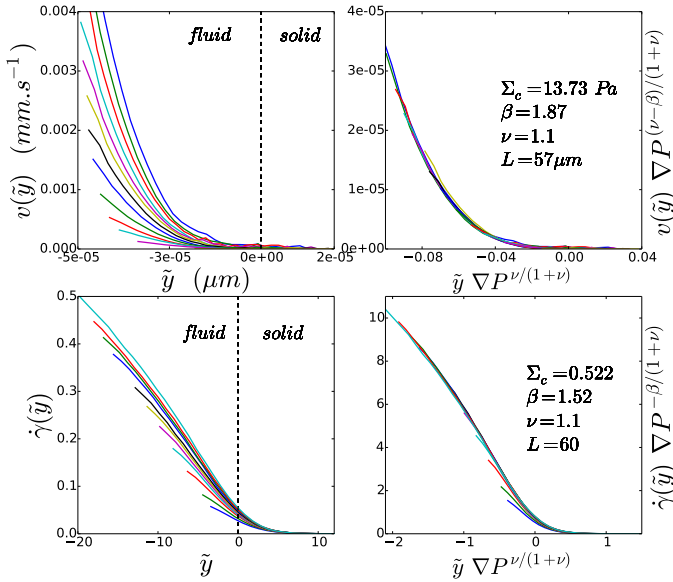 0.004
0.003
0.002
0.001
0.000
v(ỹ) (mm.s⁻¹)
fluid
solid
-5e-05
-3e-05
0e+00
2e-05
ỹ (μm)
4e-05
3e-05
2e-05
1e-05
0e+00
Σ_c = 13.73 Pa
β = 1.87
ν = 1.1
L = 57μm
−0.08
−0.04
0.00
0.04
ỹ ∇P^{ν/(1+ν)}
v(ỹ) ∇P^{(ν−β)/(1+ν)}
0.5
0.4
0.3
0.2
0.1
0.0
γ̇(ỹ)
fluid
solid
−20
−10
0
10
ỹ
10
8
6
4
2
0
Σ_c = 0.522
β = 1.52
ν = 1.1
L = 60
−2
−1
0
1
ỹ ∇P^{ν/(1+ν)}
γ̇(ỹ) ∇P^{−β/(1+ν)}